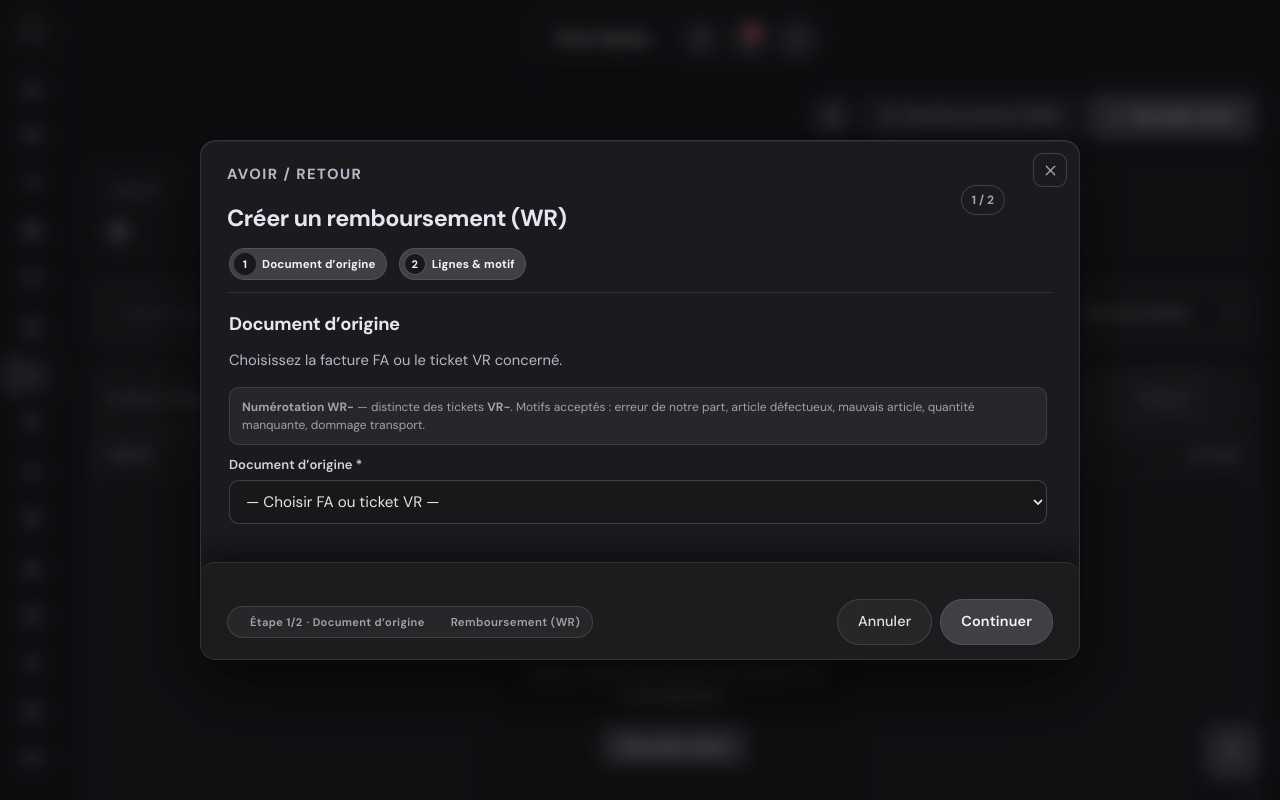 AVOIR / RETOUR
1 / 2
Créer un remboursement (WR)
1 Document d’origine
2 Lignes & motif
Document d’origine
Choisissez la facture FA ou le ticket VR concerné.
Numérotation WR- — distincte des tickets VR-. Motifs acceptés : erreur de notre part, article défectueux, mauvais article, quantité
manquante, dommage transport.
Document d’origine *
— Choisir FA ou ticket VR —
Étape 1/2 · Document d’origine
Remboursement (WR)
Annuler
Continuer